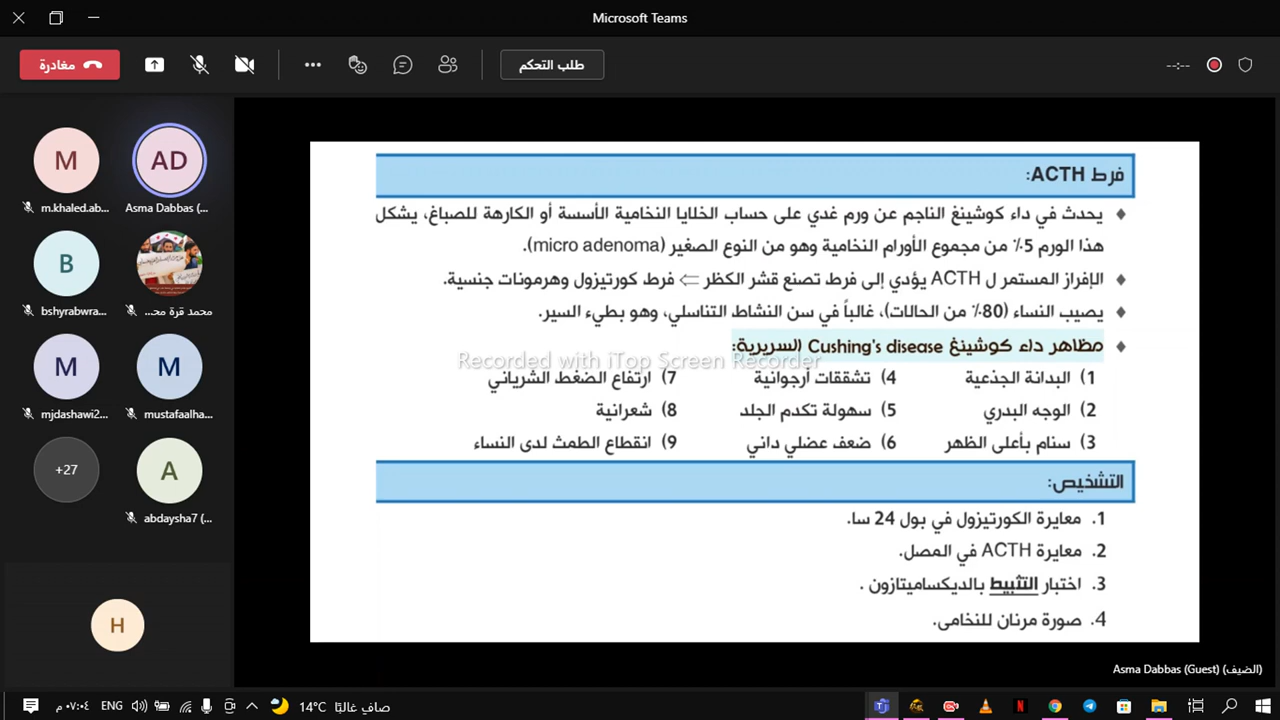 Microsoft Teams
مغادرة
طلب التحكم
--:--
M
AD
m.khaled.ab...
Asma Dabbas (...
B
bshyrabwra...
محمد قرة مح...
M
M
mjdashawi2...
mustafaalha...
+27
A
abdaysha7 (...
H
فرط ACTH:
يحدث في داء كوشينغ الناجم عن ورم غدي على حساب الخلايا النخامية الأسسة أو الكارهة للصباغ، يشكل
هذا الورم 5٪ من مجموع الأورام النخامية وهو من النوع الصغير (micro adenoma).
الإفراز المستمر ل ACTH يؤدي إلى فرط تصنع قشر الكظر ⇐ فرط كورتيزول وهرمونات جنسية.
يصيب النساء (80٪ من الحالات)، غالباً في سن النشاط التناسلي، وهو بطيء السير.
مظاهر داء كوشينغ Cushing's disease السريرية:
Recorded with iTop Screen Recorder
1) البدانة الجذعية
4) تشققات أرجوانية
7) ارتفاع الضغط الشرياني
2) الوجه البدري
5) سهولة تكدم الجلد
8) شعرانية
3) سنام بأعلى الظهر
6) ضعف عضلي داني
9) انقطاع الطمث لدى النساء
التشخيص:
1. معايرة الكورتيزول في بول 24 سا.
2. معايرة ACTH في المصل.
3. اختبار التثبيط بالديكساميتازون .
4. صورة مرنان للنخامى.
Asma Dabbas (Guest) (الضيف)
٠٧:٠٤ م
ENG
14°C صافٍ غالبًا